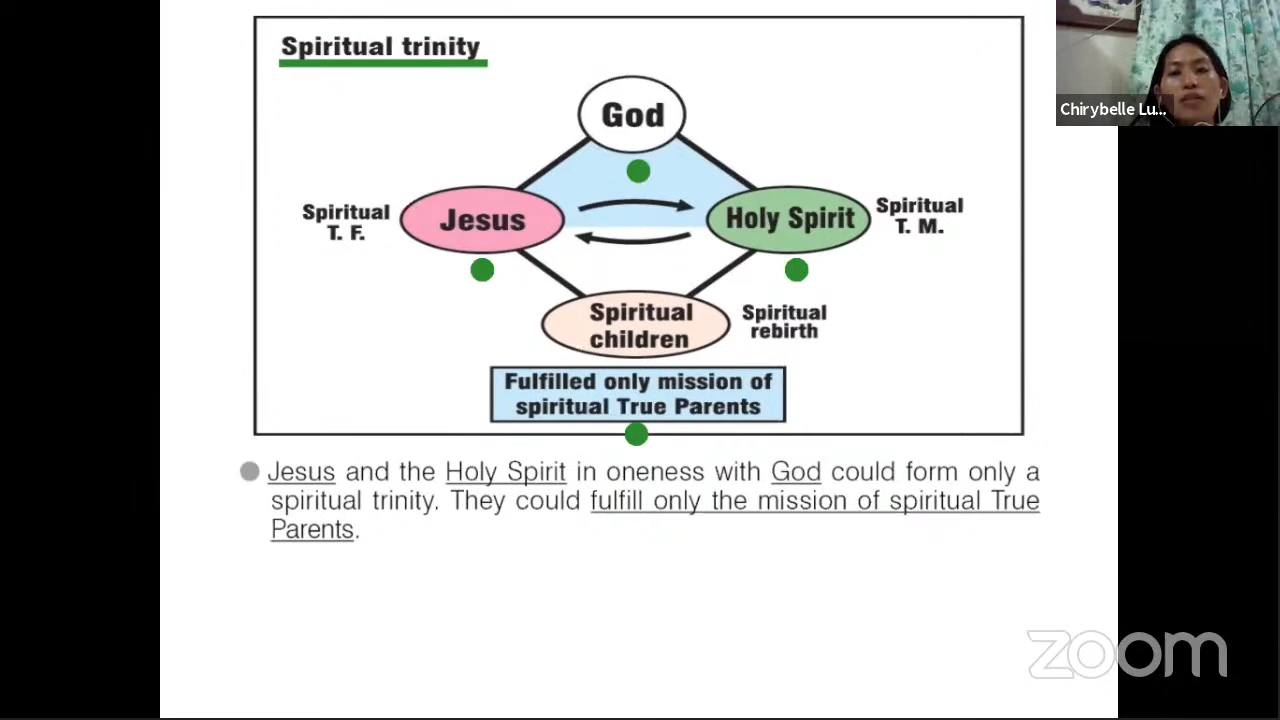 Spiritual trinity
God
Spiritual
T. F.
Jesus
Holy Spirit
Spiritual
T. M.
Spiritual
children
Spiritual
rebirth
Fulfilled only mission of
spiritual True Parents
Jesus and the Holy Spirit in oneness with God could form only a
spiritual trinity. They could fulfill only the mission of spiritual True
Parents.
Chirybelle Lu...
zoom